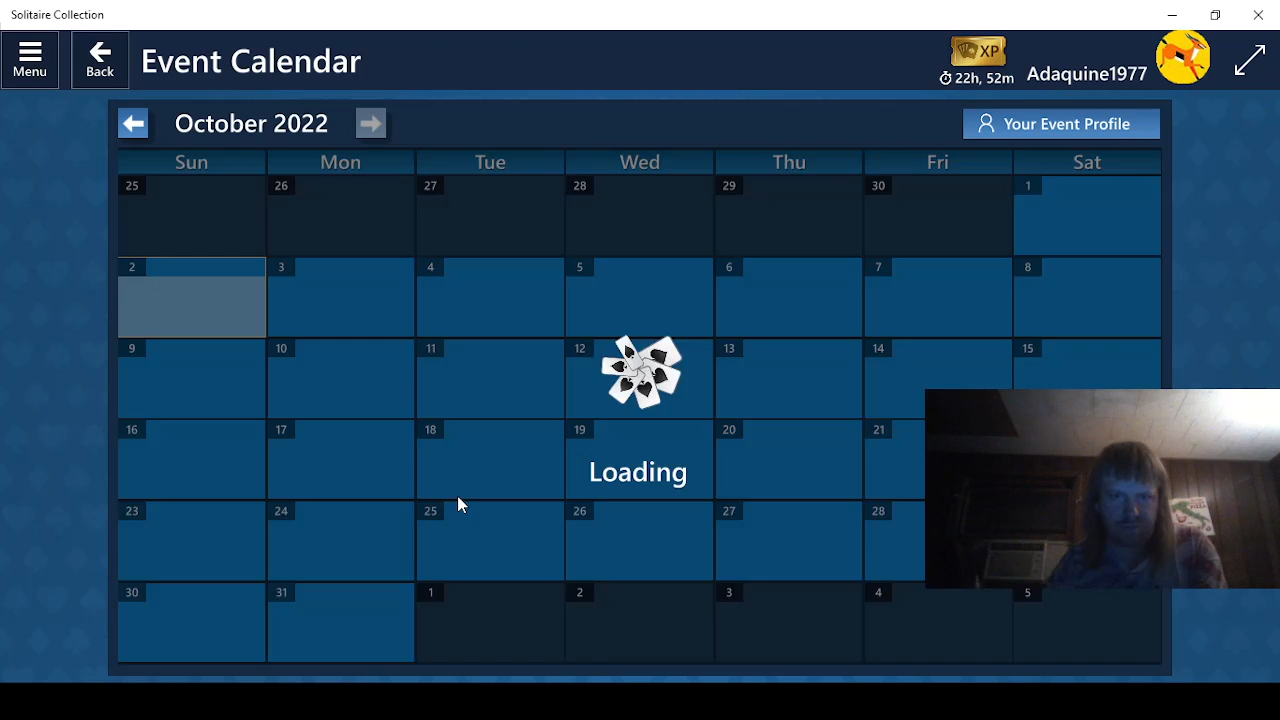 Solitaire Collection
Menu
Back
Event Calendar
XP
22h, 52m
Adaquine1977
October 2022
Your Event Profile
Sun Mon Tue Wed Thu Fri Sat
25 26 27 28 29 30 1
2 3 4 5 6 7 8
9 10 11 12 13 14 15
16 17 18 19 20 21
Loading
23 24 25 26 27 28
30 31 1 2 3 4 5
PIZZA